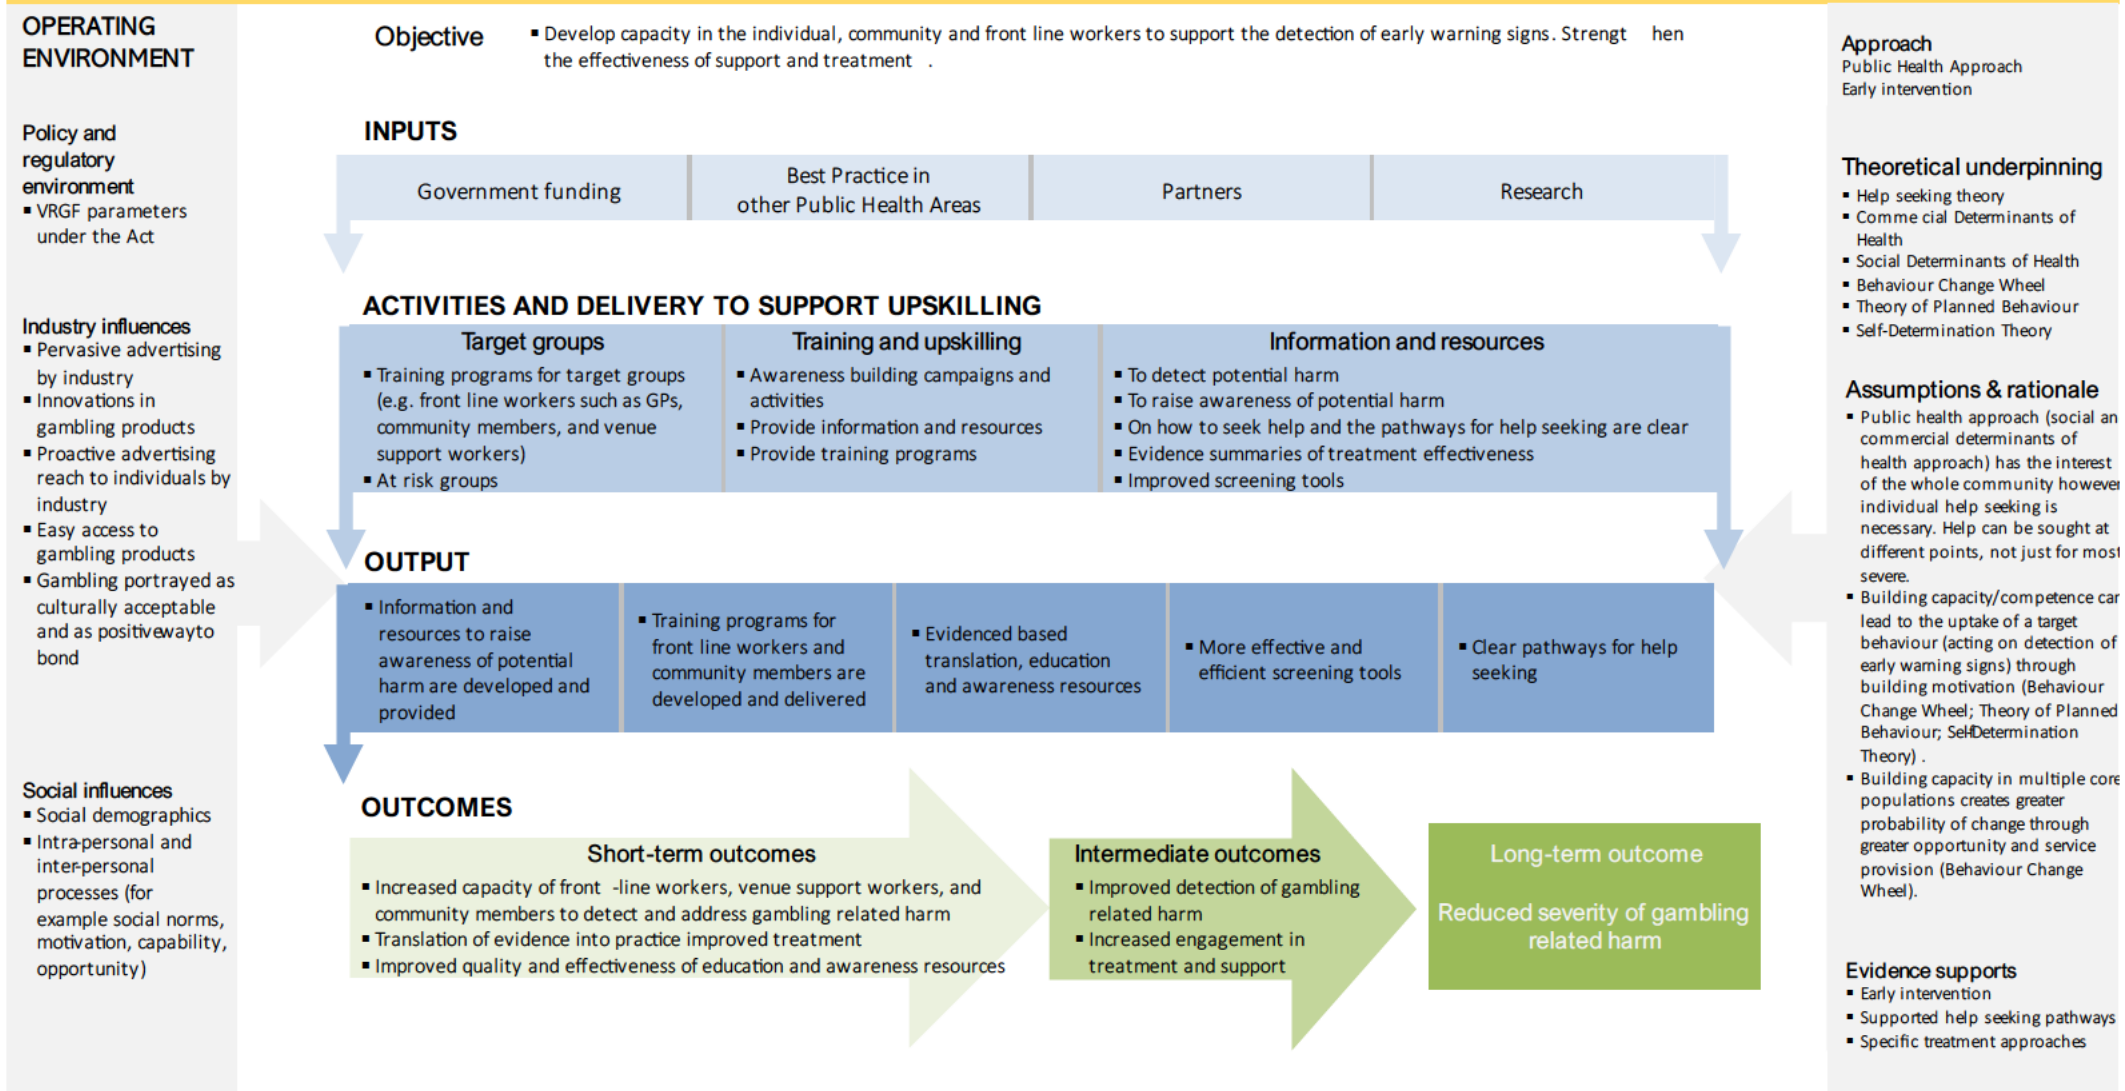 OPERATING
ENVIRONMENT
Policy and
regulatory
environment
▪ VRGF parameters
under the Act
Industry influences
▪ Pervasive advertising
by industry
▪ Innovations in
gambling products
▪ Proactive advertising
reach to individuals by
industry
▪ Easy access to
gambling products
▪ Gambling portrayed as
culturally acceptable
and as positivewayto
bond
Social influences
▪ Social demographics
▪ Intra-personal and
inter-personal
processes (for
example social norms,
motivation, capability,
opportunity)
Objective
▪ Develop capacity in the individual, community and front line workers to support the detection of early warning signs. Strengt hen
the effectiveness of support and treatment .
INPUTS
Government funding
Best Practice in
other Public Health Areas
Partners
Research
ACTIVITIES AND DELIVERY TO SUPPORT UPSKILLING
Target groups
▪ Training programs for target groups
(e.g. front line workers such as GPs,
community members, and venue
support workers)
▪ At risk groups
Training and upskilling
▪ Awareness building campaigns and
activities
▪ Provide information and resources
▪ Provide training programs
Information and resources
▪ To detect potential harm
▪ To raise awareness of potential harm
▪ On how to seek help and the pathways for help seeking are clear
▪ Evidence summaries of treatment effectiveness
▪ Improved screening tools
OUTPUT
▪ Information and
resources to raise
awareness of potential
harm are developed and
provided
▪ Training programs for
front line workers and
community members are
developed and delivered
▪ Evidenced based
translation, education
and awareness resources
▪ More effective and
efficient screening tools
▪ Clear pathways for help
seeking
OUTCOMES
Short-term outcomes
▪ Increased capacity of front -line workers, venue support workers, and
community members to detect and address gambling related harm
▪ Translation of evidence into practice improved treatment
▪ Improved quality and effectiveness of education and awareness resources
Intermediate outcomes
▪ Improved detection of gambling
related harm
▪ Increased engagement in
treatment and support
Long-term outcome
Reduced severity of gambling
related harm
Approach
Public Health Approach
Early intervention
Theoretical underpinning
▪ Help seeking theory
▪ Comme cial Determinants of
Health
▪ Social Determinants of Health
▪ Behaviour Change Wheel
▪ Theory of Planned Behaviour
▪ Self-Determination Theory
Assumptions & rationale
▪ Public health approach (social an
commercial determinants of
health approach) has the interest
of the whole community however
individual help seeking is
necessary. Help can be sought at
different points, not just for most
severe.
▪ Building capacity/competence can
lead to the uptake of a target
behaviour (acting on detection of
early warning signs) through
building motivation (Behaviour
Change Wheel; Theory of Planned
Behaviour; Self-Determination
Theory) .
▪ Building capacity in multiple core
populations creates greater
probability of change through
greater opportunity and service
provision (Behaviour Change
Wheel).
Evidence supports
▪ Early intervention
▪ Supported help seeking pathways
▪ Specific treatment approaches